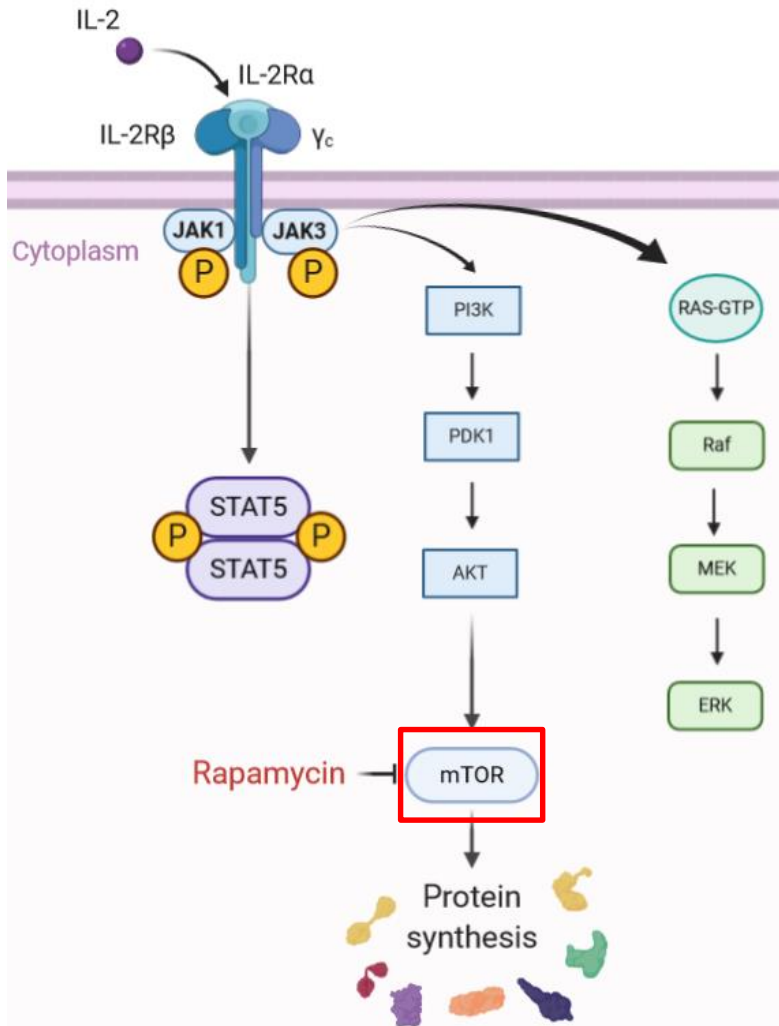 IL-2
IL-2Rα
IL-2Rβ
γc
JAK1
JAK3
Cytoplasm
P
P
PI3K
RAS-GTP
PDK1
Raf
STAT5
P
P
STAT5
AKT
MEK
ERK
Rapamycin
mTOR
Protein
synthesis